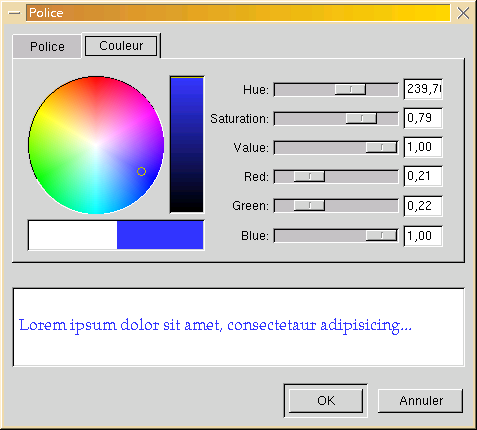 Police
Police Couleur
Hue: 239,7
Saturation: 0,79
Value: 1,00
Red: 0,21
Green: 0,22
Blue: 1,00
Lorem ipsum dolor sit amet, consectetaur adipisicing...
OK Annuler